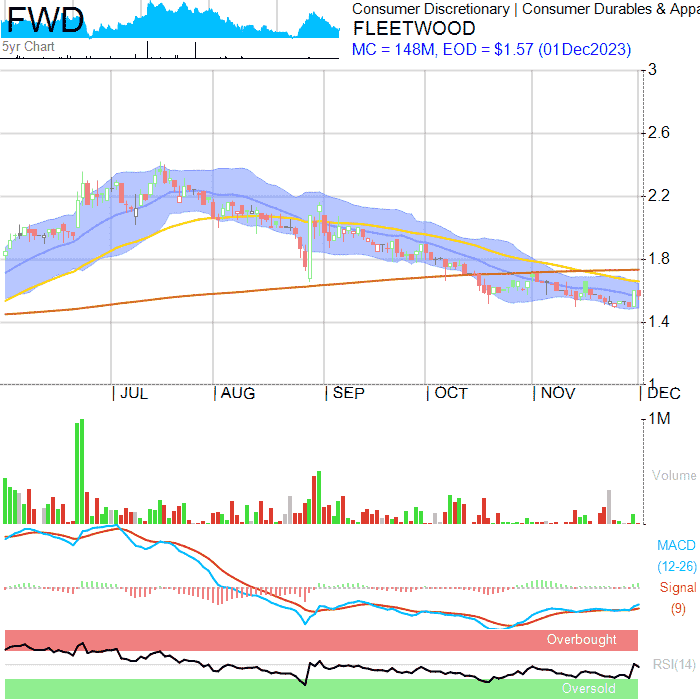 FWD
5yr Chart
Consumer Discretionary | Consumer Durables & Appa
FLEETWOOD
MC = 148M, EOD = $1.57 (01Dec2023)
3
2.6
2.2
1.8
1.4
1
JUL AUG SEP OCT NOV DEC
1M
Volume
MACD
(12-26)
Signal
(9)
Overbought
RSI(14)
Oversold